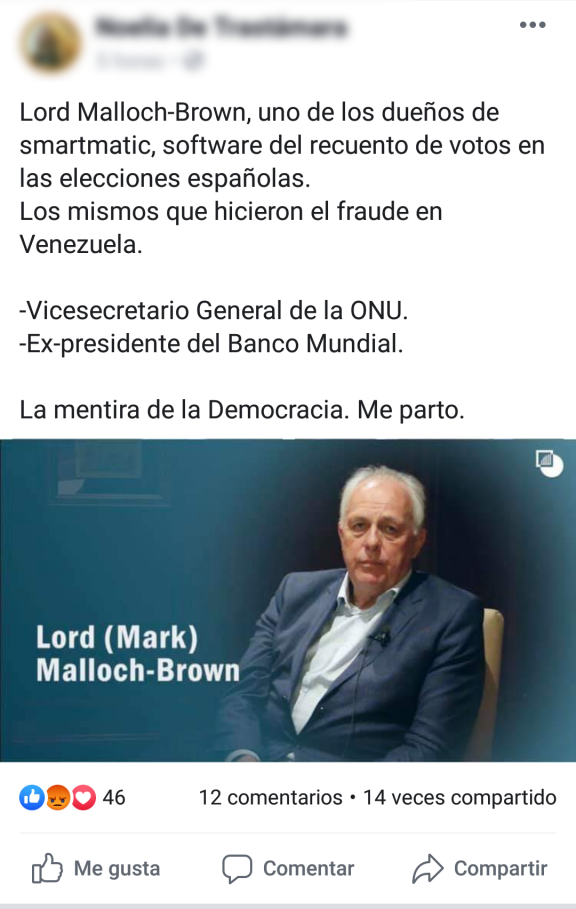 Lord Malloch-Brown, uno de los dueños de
smartmatic, software del recuento de votos en
las elecciones españolas.
Los mismos que hicieron el fraude en
Venezuela.
-Vicesecretario General de la ONU.
-Ex-presidente del Banco Mundial.
La mentira de la Democracia. Me parto.
Lord (Mark)
Malloch-Brown
46
12 comentarios • 14 veces compartido
Me gusta
Comentar
Compartir